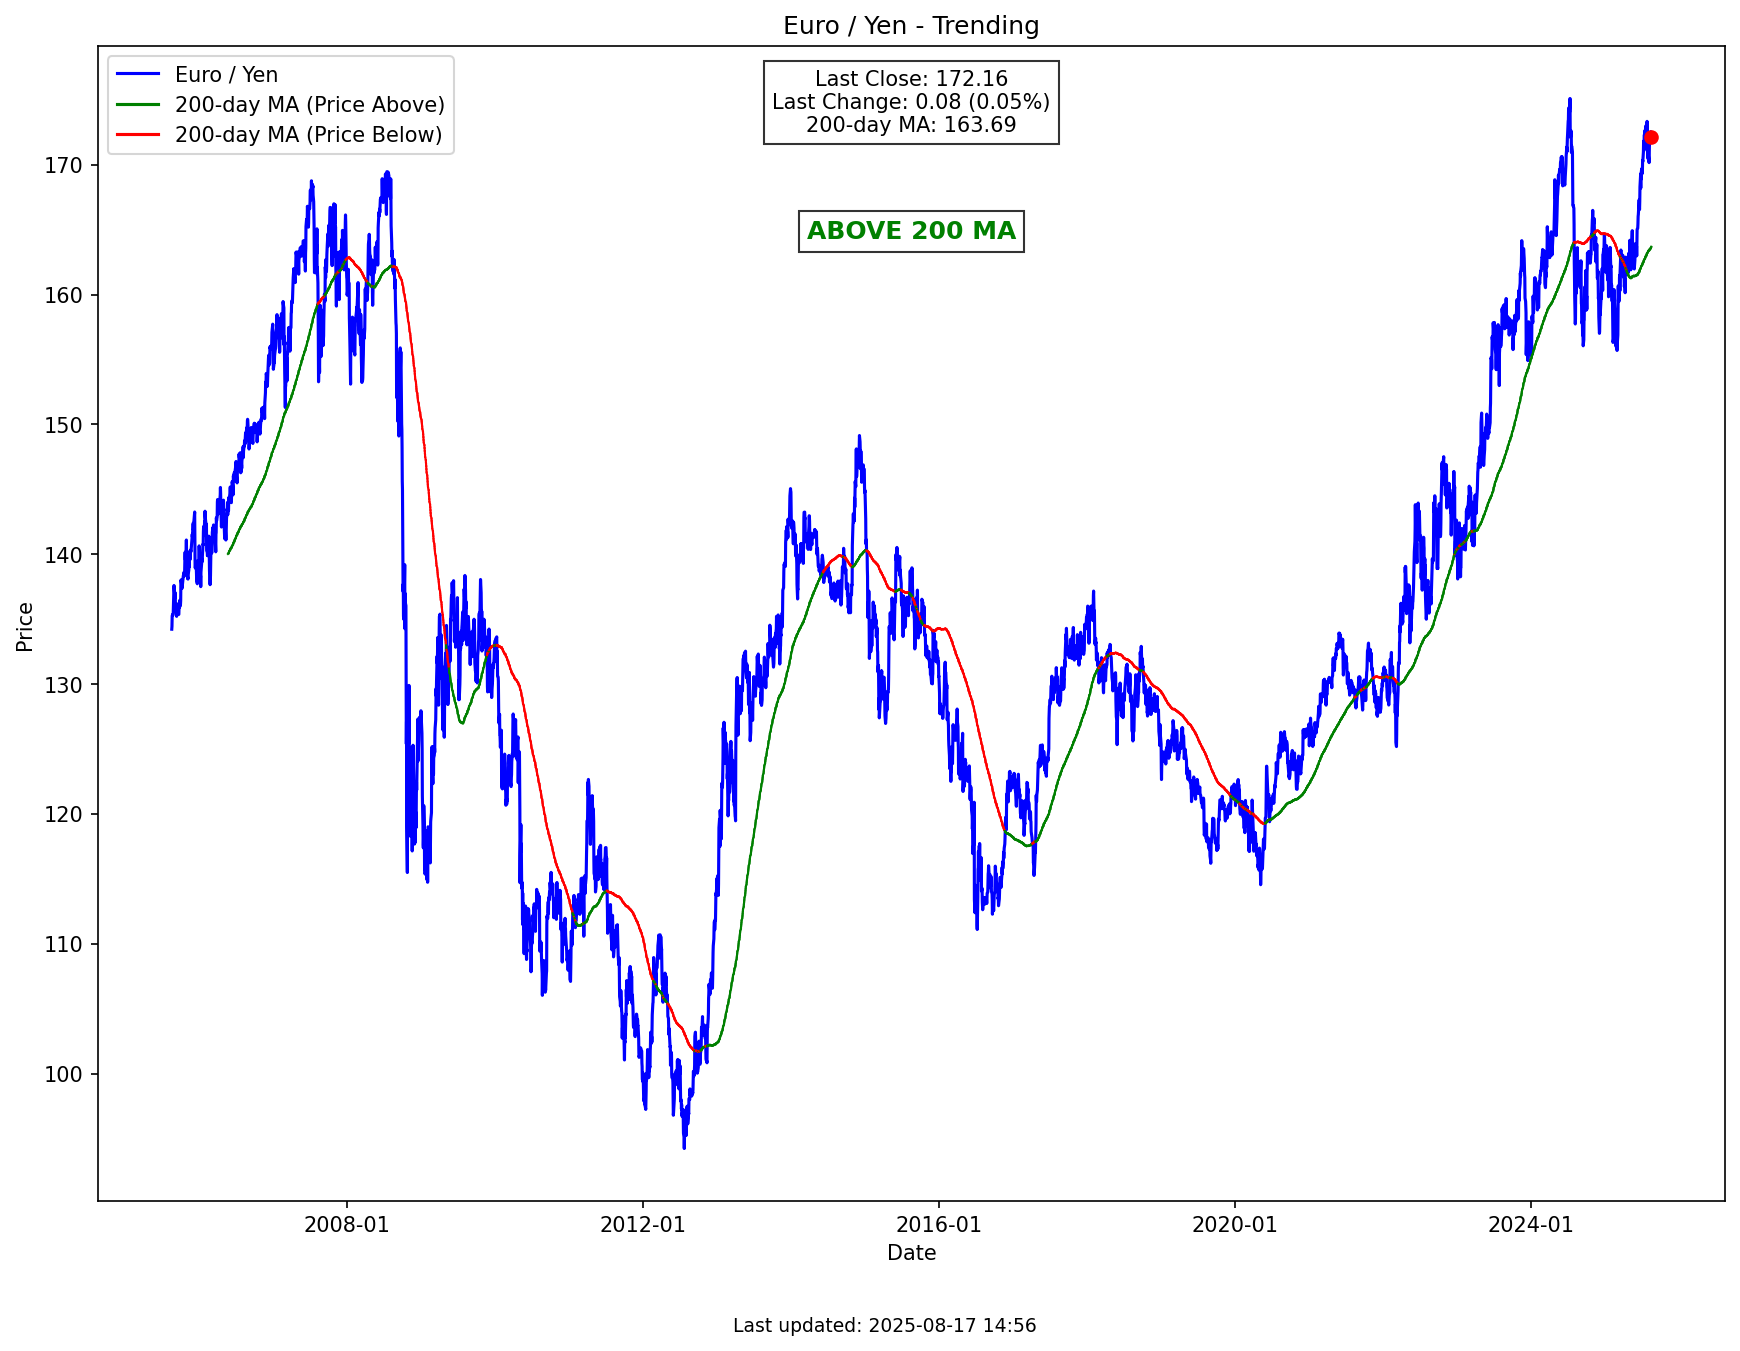 Euro / Yen - Trending
Euro / Yen
200-day MA (Price Above)
200-day MA (Price Below)
Last Close: 172.16
Last Change: 0.08 (0.05%)
200-day MA: 163.69
ABOVE 200 MA
Price
170
160
150
140
130
120
110
100
2008-01
2012-01
2016-01
2020-01
2024-01
Date
Last updated: 2025-08-17 14:56